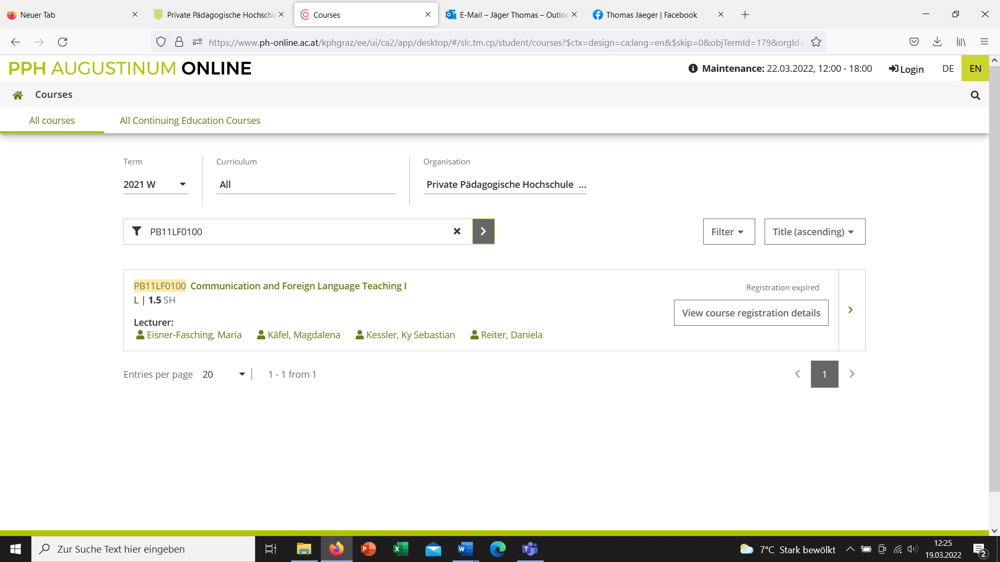 Neuer Tab
Private Pädagogische Hochschu
Courses
E-Mail – Jäger Thomas – Outloo
Thomas Jaeger | Facebook
https://www.ph-online.ac.at/kphgraz/ee/ui/ca2/app/desktop/#/slc.tm.cp/student/courses?$ctx=design=ca;lang=en&$skip=0&objTermId=179&orgId=
PPH AUGUSTINUM ONLINE
Maintenance: 22.03.2022, 12:00 - 18:00
Login
DE
EN
Courses
All courses
All Continuing Education Courses
Term
Curriculum
Organisation
2021 W
All
Private Pädagogische Hochschule ...
PB11LF0100
Filter
Title (ascending)
PB11LF0100 Communication and Foreign Language Teaching I
Registration expired
L | 1.5 SH
View course registration details
Lecturer:
Eisner-Fasching, Maria
Käfel, Magdalena
Kessler, Ky Sebastian
Reiter, Daniela
Entries per page 20
1 - 1 from 1
1
Zur Suche Text hier eingeben
7°C Stark bewölkt
12:25
19.03.2022
2